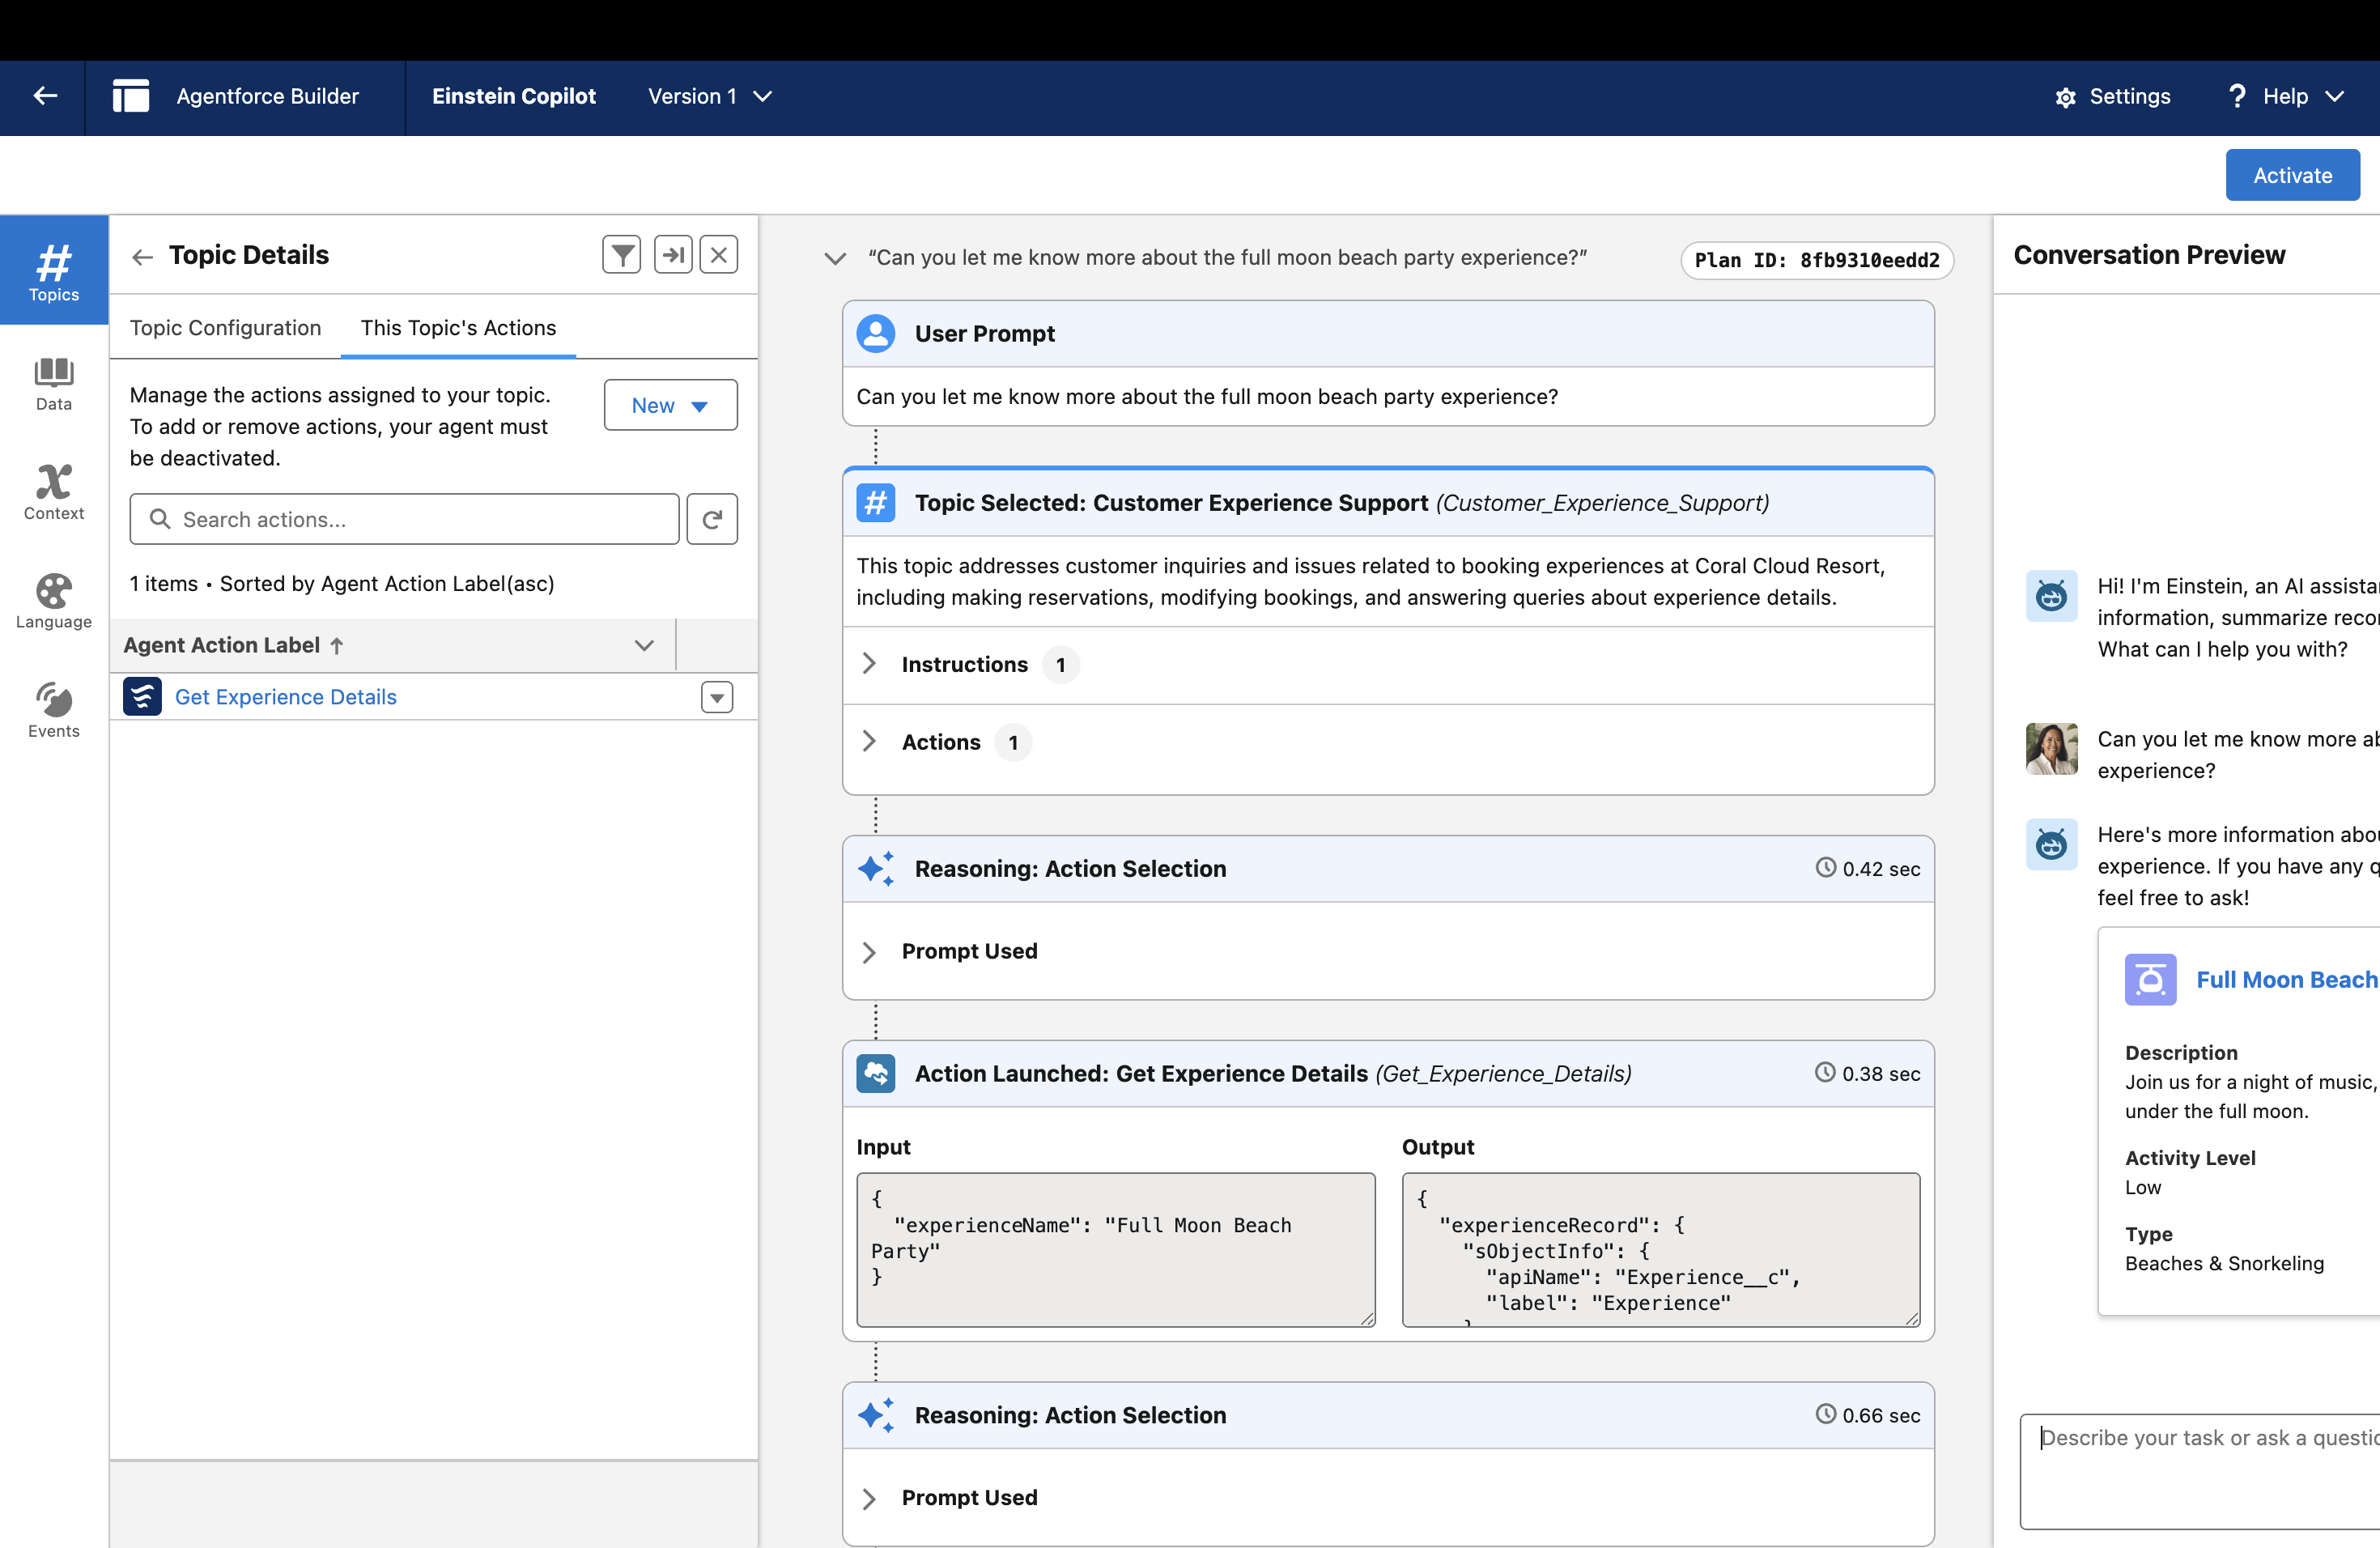 Agentforce Builder
Einstein Copilot
Version 1
Settings
? Help
Activate
# Topics
Data
Context
Language
Events
Topic Details
Topic Configuration
This Topic's Actions
Manage the actions assigned to your topic.
To add or remove actions, your agent must
be deactivated.
New
Search actions...
1 items • Sorted by Agent Action Label(asc)
Agent Action Label ↑
Get Experience Details
“Can you let me know more about the full moon beach party experience?”
Plan ID: 8fb9310eedd2
User Prompt
Can you let me know more about the full moon beach party experience?
# Topic Selected: Customer Experience Support (Customer_Experience_Support)
This topic addresses customer inquiries and issues related to booking experiences at Coral Cloud Resort,
including making reservations, modifying bookings, and answering queries about experience details.
Instructions 1
Actions 1
Reasoning: Action Selection
0.42 sec
Prompt Used
Action Launched: Get Experience Details (Get_Experience_Details)
0.38 sec
Input
{
"experienceName": "Full Moon Beach
Party"
}
Output
{
"experienceRecord": {
"sObjectInfo": {
"apiName": "Experience__c",
"label": "Experience"
}
Reasoning: Action Selection
0.66 sec
Prompt Used
Conversation Preview
Hi! I'm Einstein, an AI
information, summarize
What can I help you with?
Can you let me know more
experience?
Here's more information
experience. If you have any
feel free to ask!
Full Moon Beach
Description
Join us for a night of music,
under the full moon.
Activity Level
Low
Type
Beaches & Snorkeling
Describe your task or ask a